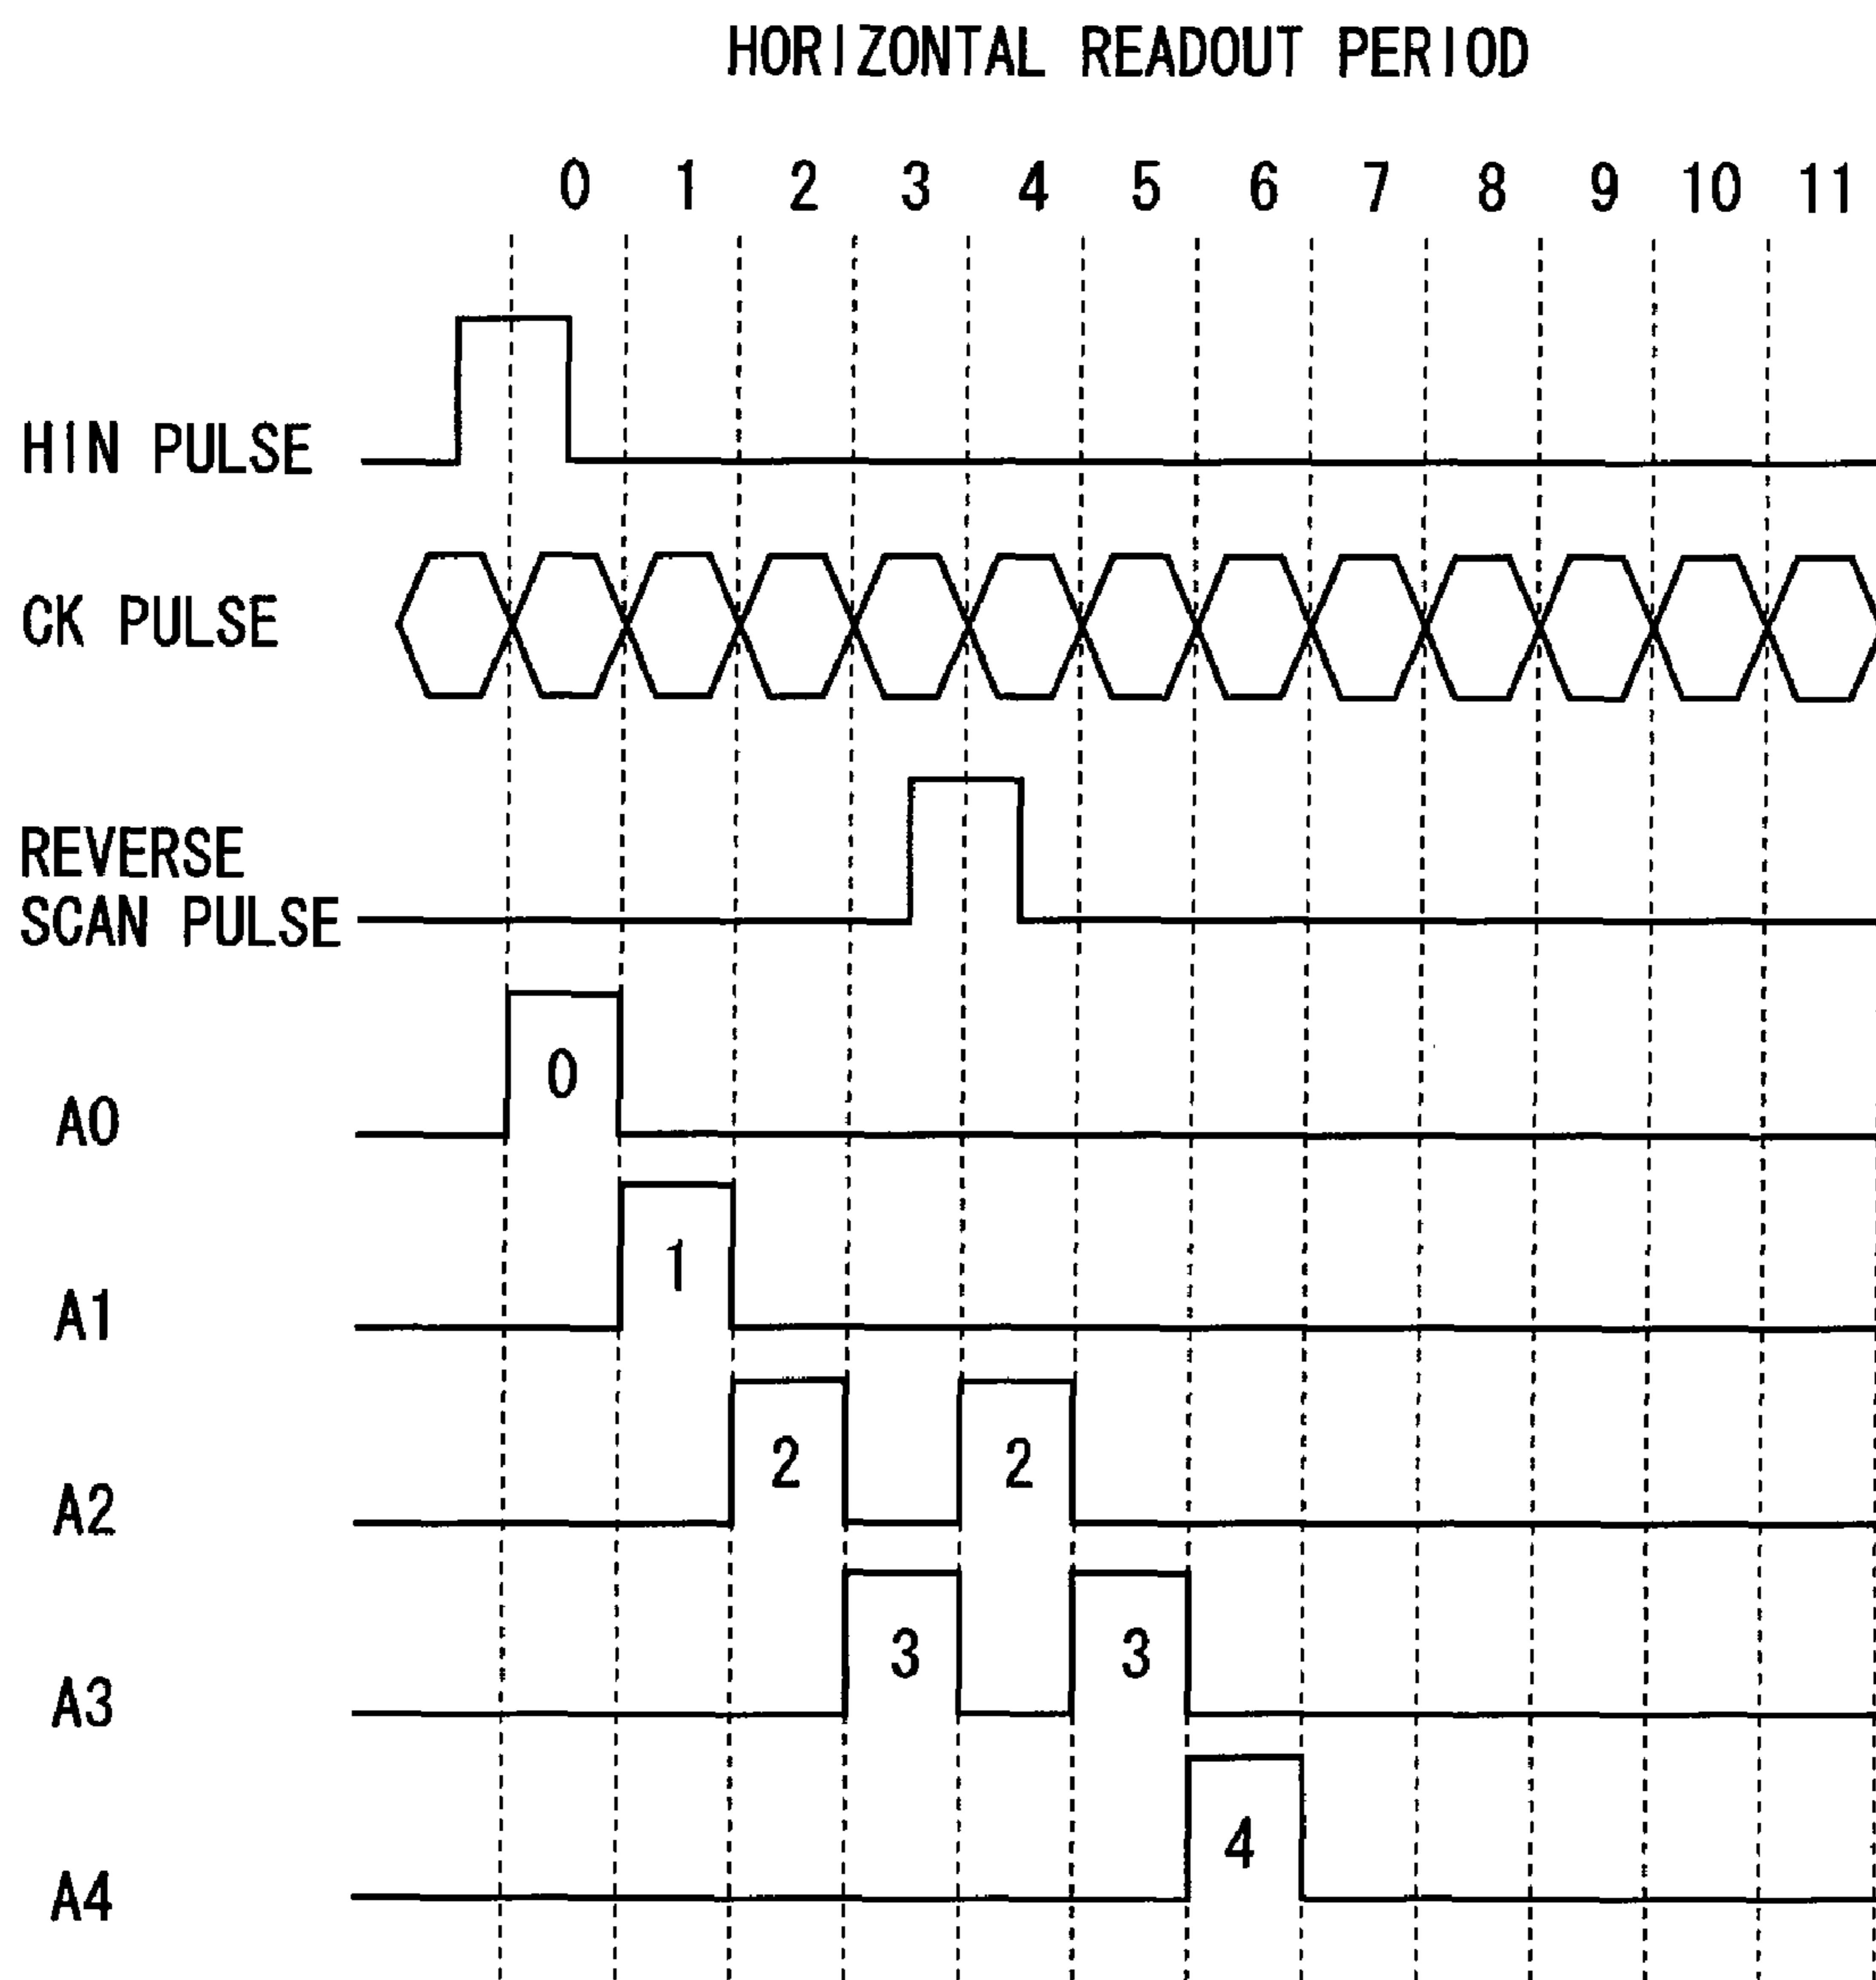 HORIZONTAL READOUT PERIOD
0 1 2 3 4 5 6 7 8 9 10 11
HIN PULSE
CK PULSE
REVERSE
SCAN PULSE
0
A0
1
A1
2 2
A2
3 3
A3
4
A4